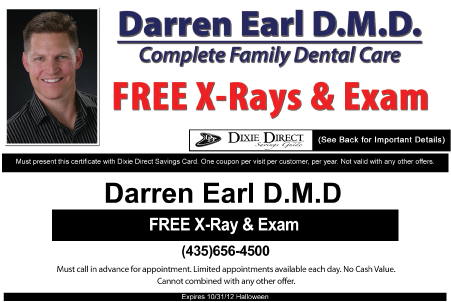 Darren Earl D.M.D.
Complete Family Dental Care
FREE X-Rays & Exam
DIXIE DIRECT
Savings Guide
(See Back for Important Details)
Must present this certificate with Dixie Direct Savings Card. One coupon per visit per customer, per year. Not valid with any other offers.
Darren Earl D.M.D
FREE X-Ray & Exam
(435)656-4500
Must call in advance for appointment. Limited appointments available each day. No Cash Value.
Cannot combined with any other offer.
Expires 10/31/12 Halloween